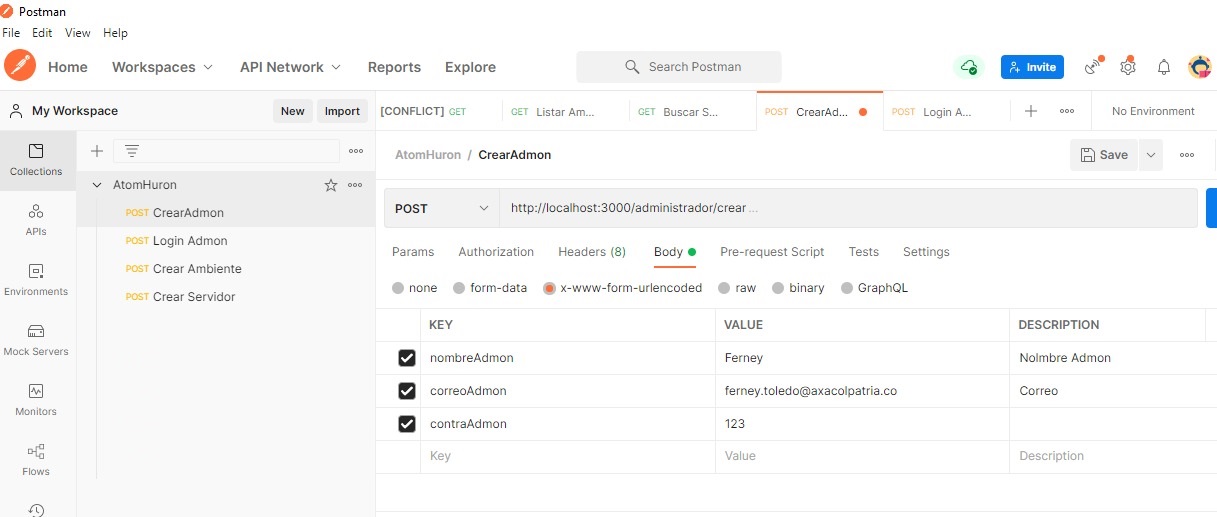 Postman
File Edit View Help
Home Workspaces API Network Reports Explore Search Postman Invite
My Workspace New Import
[CONFLICT] GET GET Listar Am... GET Buscar S... POST CrearAd... POST Login A... No Environment
Collections
APIs
Environments
Mock Servers
Monitors
Flows
AtomHuron
POST CrearAdmon
POST Login Admon
POST Crear Ambiente
POST Crear Servidor
AtomHuron / CrearAdmon Save
POST http://localhost:3000/administrador/crear ...
Params Authorization Headers (8) Body Pre-request Script Tests Settings
none form-data x-www-form-urlencoded raw binary GraphQL
KEY VALUE DESCRIPTION
nombreAdmon Ferney Nolmbre Admon
correoAdmon ferney.toledo@axacolpatria.co Correo
contraAdmon 123
Key Value Description